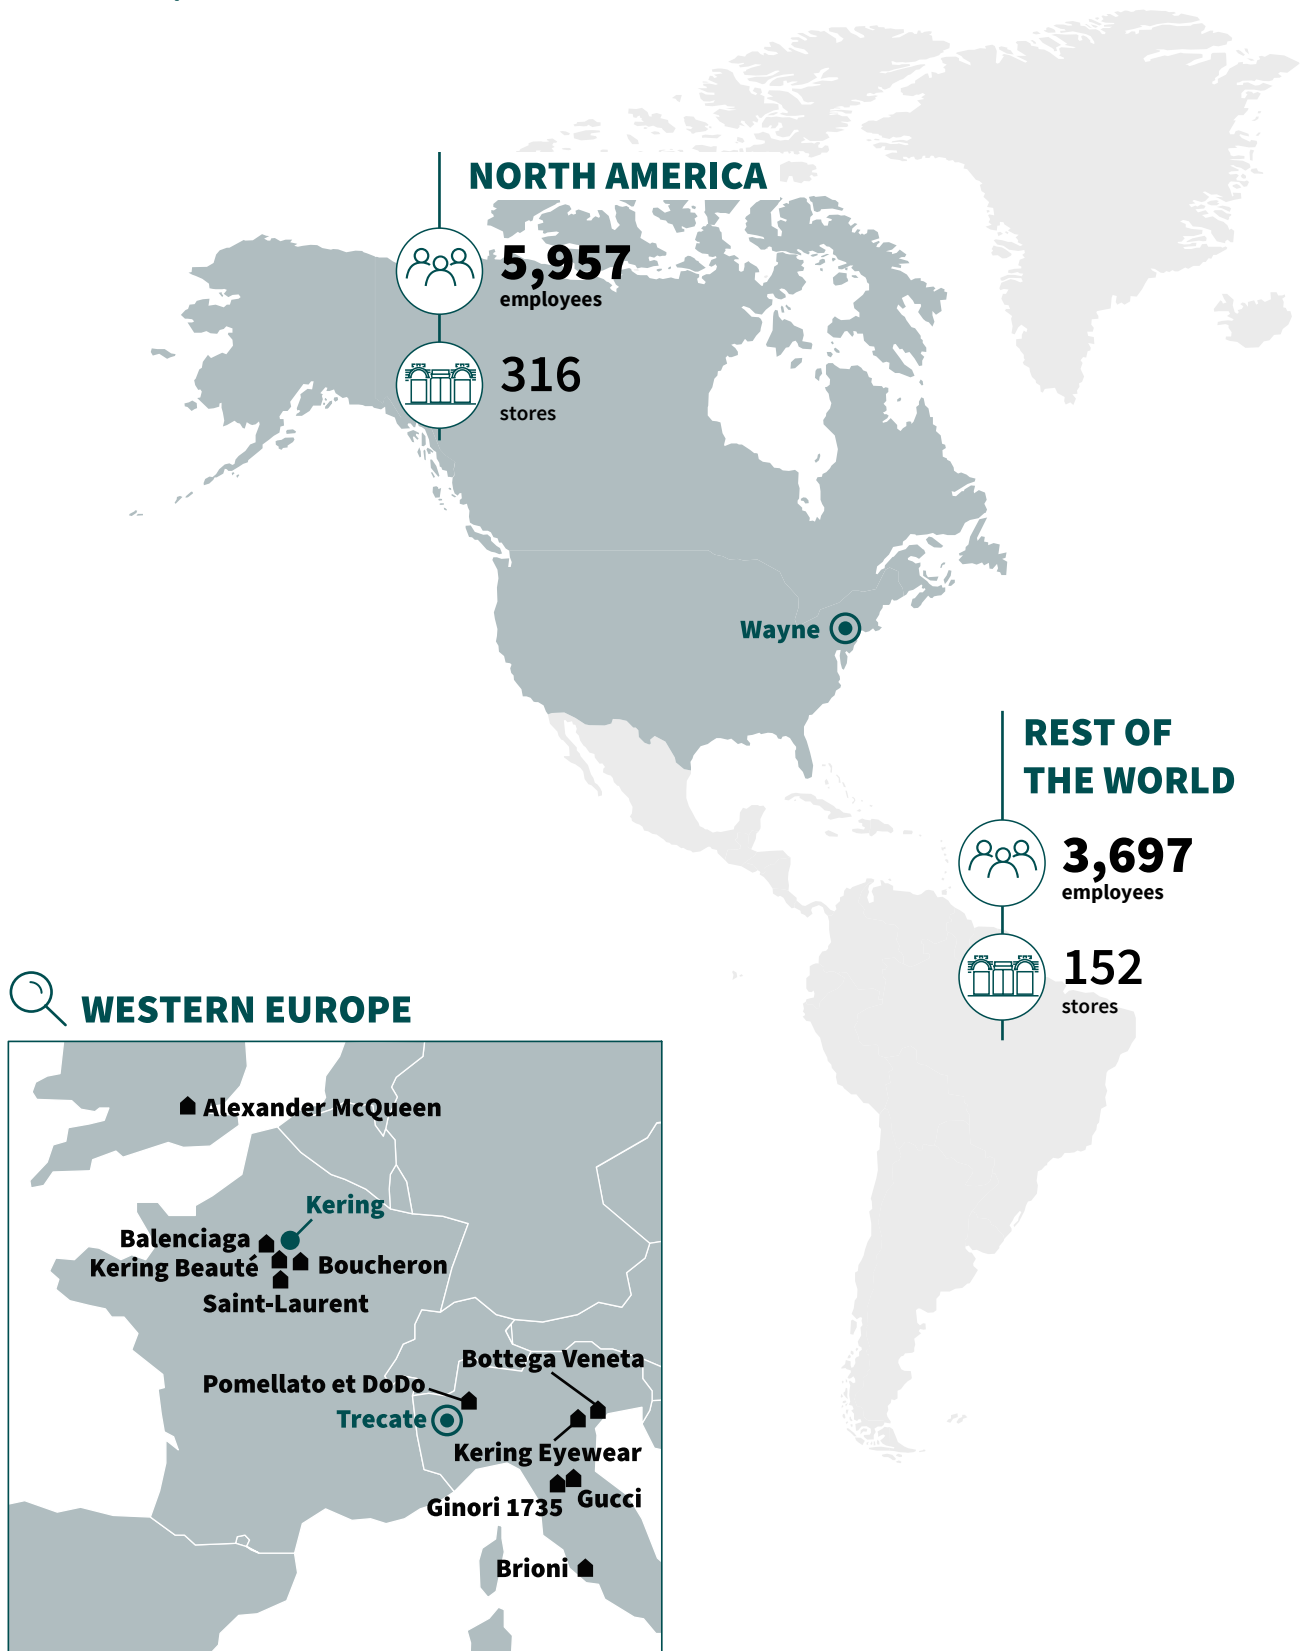 NORTH AMERICA
5,957
employees
316
stores
Wayne
REST OF
THE WORLD
3,697
employees
152
stores
WESTERN EUROPE
Alexander McQueen
Kering
Balenciaga
Kering Beauté
Boucheron
Saint-Laurent
Bottega Veneta
Pomellato et DoDo
Trecate
Kering Eyewear
Gucci
Ginori 1735
Brioni